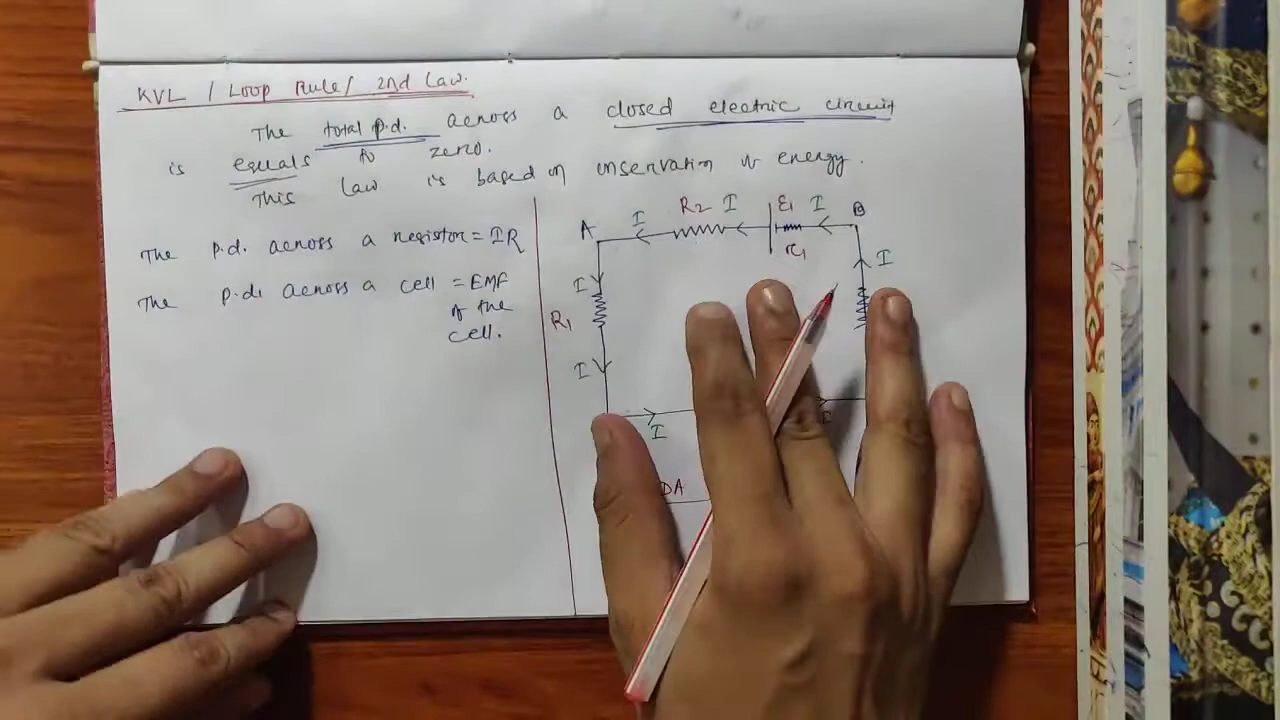 KVL / Loop Rule / 2nd Law.
The total p.d. across a closed electric circuit
is equals to zero.
This law is based on conservation of energy.
The p.d. across a resistor = IR
The p.d. across a cell = EMF
of the
cell.
A I R2 I E1 I B
r1
I
I
R1
I
I
DA